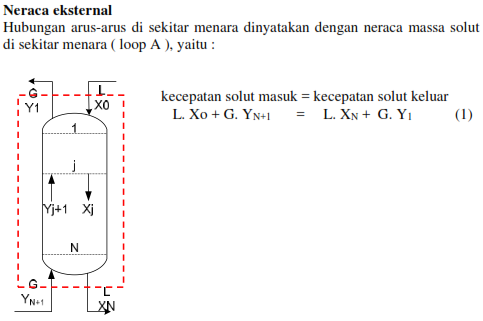 Neraca eksternal
Hubungan arus-arus di sekitar menara dinyatakan dengan neraca massa solut
di sekitar menara ( loop A ), yaitu :
G L
Y1 X0
kecepatan solut masuk = kecepatan solut keluar
L. Xo + G. YN+1 = L. XN + G. Y1 (1)
1
j
Yj+1 Xj
N
G L
YN+1 XN